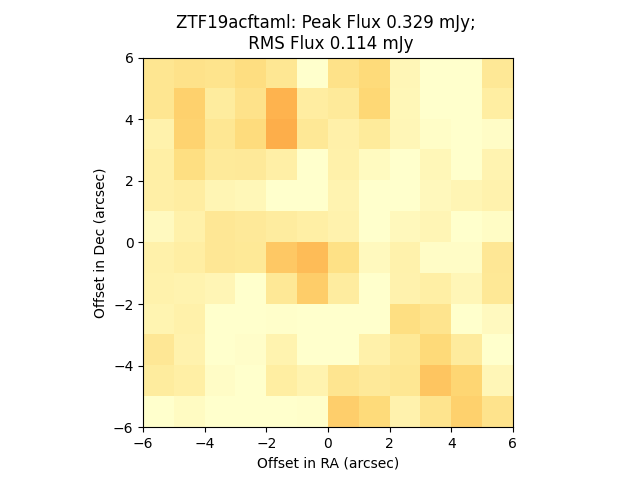 ZTF19acftaml: Peak Flux 0.329 mJy;
RMS Flux 0.114 mJy
6
4
2
0
−2
−4
−6
Offset in Dec (arcsec)
−6 −4 −2 0 2 4 6
Offset in RA (arcsec)